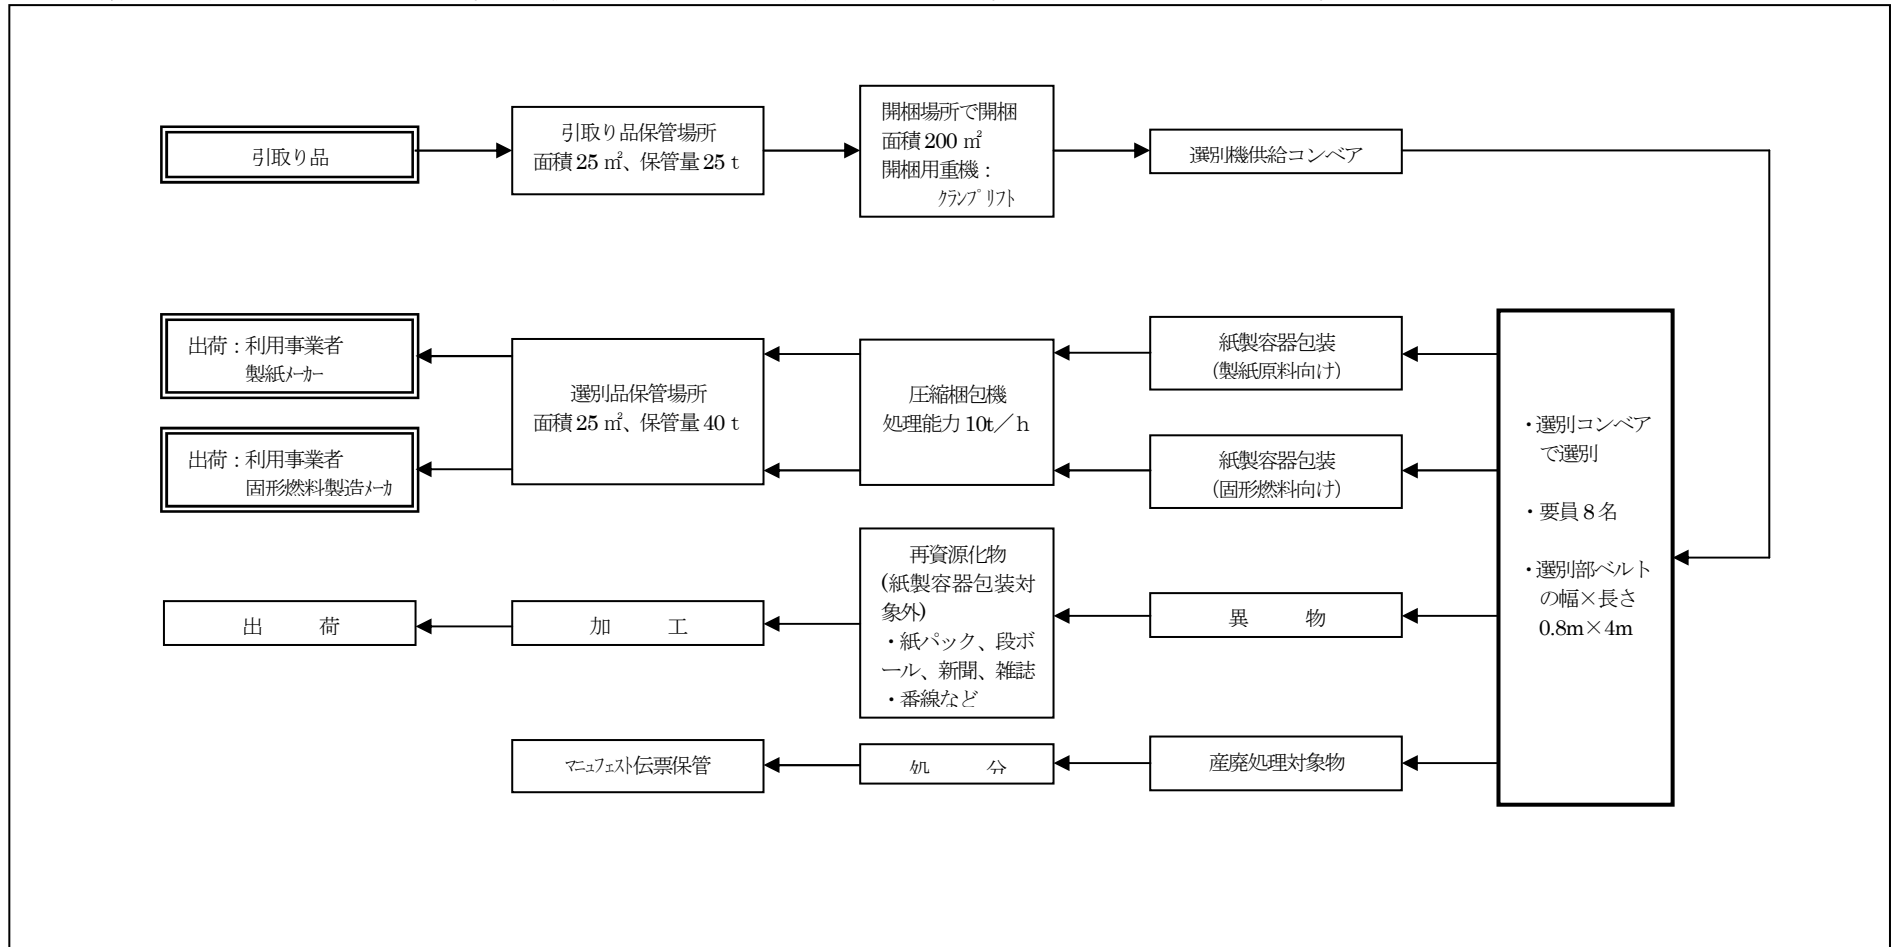 引取り品
引取り品保管場所
面積25㎡、保管量25t
開梱場所で開梱
面積200㎡
開梱用重機：
ｸﾗﾝﾌﾟﾘﾌﾄ
選別機供給コンベア
出荷：利用事業者
製紙ﾒｰｶｰ
出荷：利用事業者
固形燃料製造ﾒｰｶ
選別品保管場所
面積25㎡、保管量40t
圧縮梱包機
処理能力10t／h
紙製容器包装
(製紙原料向け)
紙製容器包装
(固形燃料向け)
・選別コンベア
で選別
・要員8名
・選別部ベルト
の幅×長さ
0.8m×4m
出　　荷
加　　工
再資源化物
(紙製容器包装対
象外)
・紙パック、段ボ
ール、新聞、雑誌
・番線など
異　　物
ﾏﾆｭﾌｪｽﾄ伝票保管
処　　分
産廃処理対象物